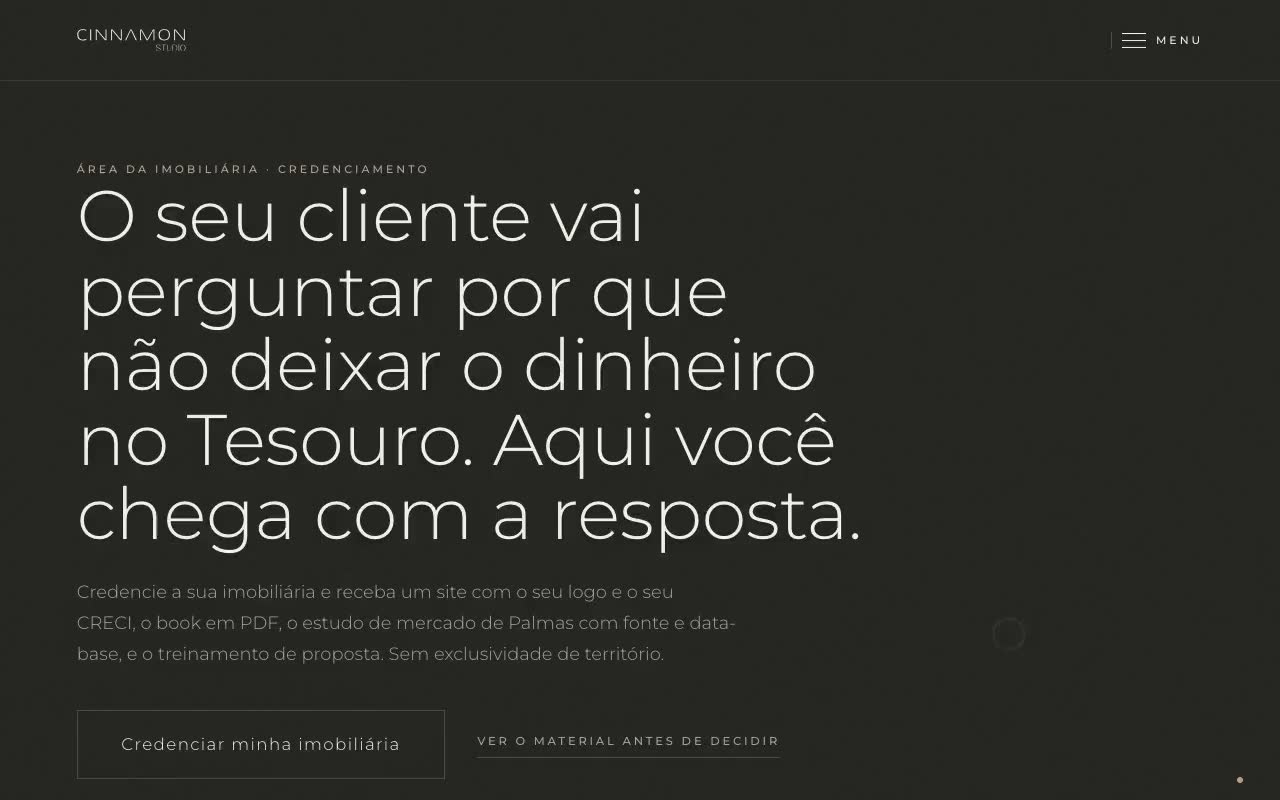 CINNAMON
STUDIO
MENU
ÁREA DA IMOBILIÁRIA · CREDENCIAMENTO
O seu cliente vai
perguntar por que
não deixar o dinheiro
no Tesouro. Aqui você
chega com a resposta.
Credencie a sua imobiliária e receba um site com o seu logo e o seu
CRECI, o book em PDF, o estudo de mercado de Palmas com fonte e data-
base, e o treinamento de proposta. Sem exclusividade de território.
Credenciar minha imobiliária
VER O MATERIAL ANTES DE DECIDIR